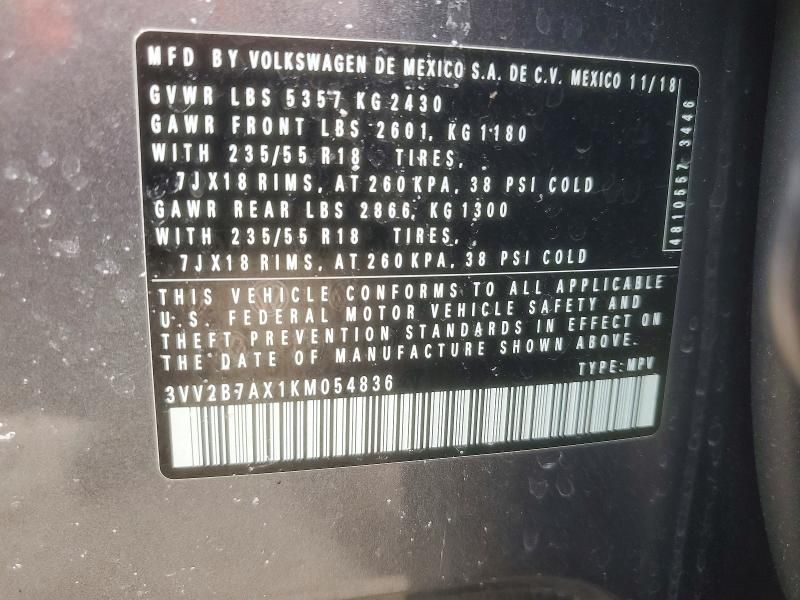 MFD BY VOLKSWAGEN DE MEXICO S.A. DE C.V. MEXICO 11/18
GVWR LBS 5357 KG 2430
GAWR FRONT LBS 2601, KG 1180
WITH 235/55 R18 TIRES,
7JX18 RIMS, AT 260 KPA, 38 PSI COLD
GAWR REAR LBS 2866, KG 1300
WITH 235/55 R18 TIRES,
7JX18 RIMS, AT 260 KPA, 38 PSI COLD
4810557 3446
THIS VEHICLE CONFORMS TO ALL APPLICABLE
U.S. FEDERAL MOTOR VEHICLE SAFETY AND
THEFT PREVENTION STANDARDS IN EFFECT ON
THE DATE OF MANUFACTURE SHOWN ABOVE.
TYPE: MPV
3VV2B7AX1KM054836